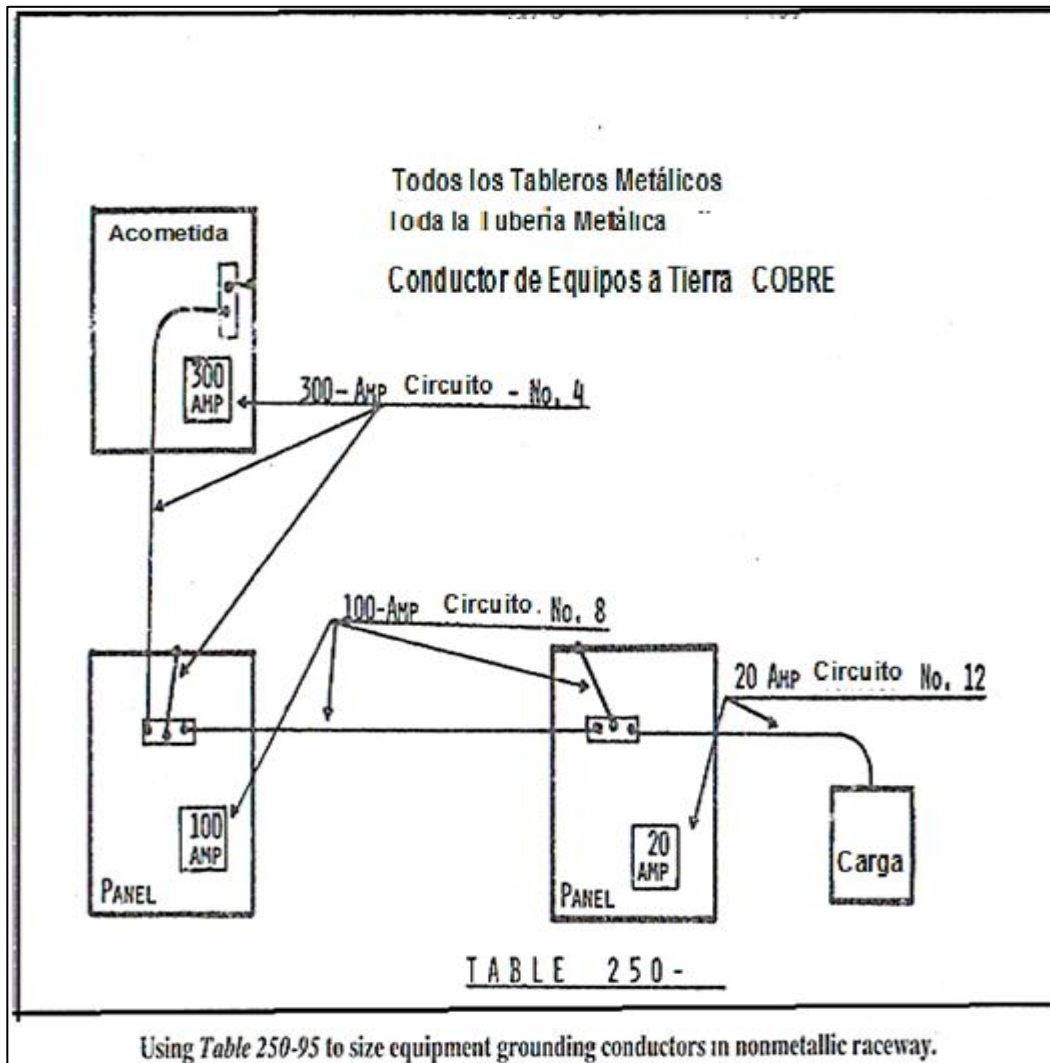 Todos los Tableros Metálicos
Toda la Tuberia Metálica
Conductor de Equipos a Tierra COBRE
Acometida
300
AMP
300-AMP Circuito - No. 4
100-AMP Circuito. No. 8
20 AMP Circuito No. 12
100
AMP
PANEL
20
AMP
PANEL
Carga
TABLE 250-
Using Table 250-95 to size equipment grounding conductors in nonmetallic raceway.